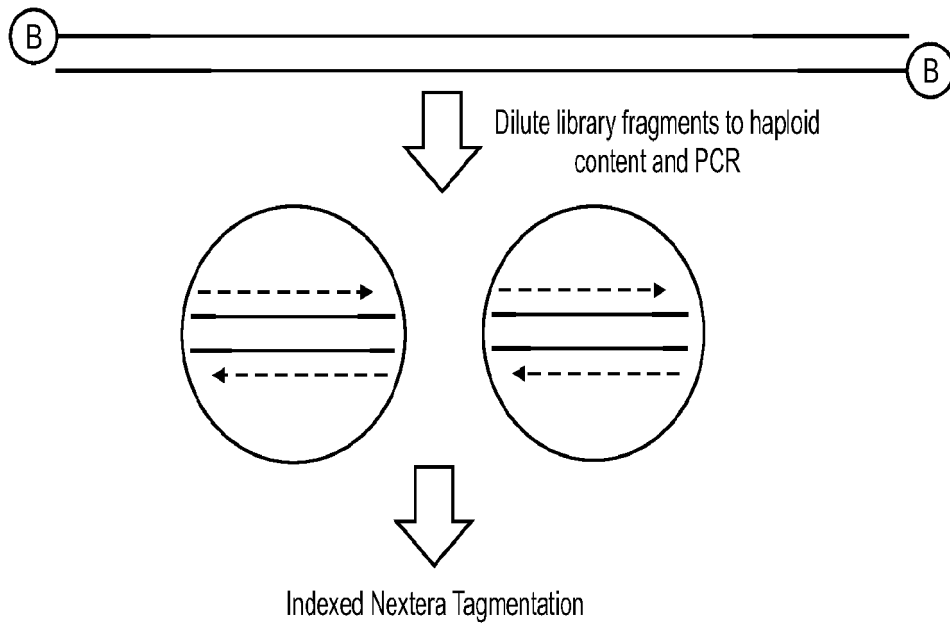 B
B
Dilute library fragments to haploid
content and PCR
Indexed Nextera Tagmentation